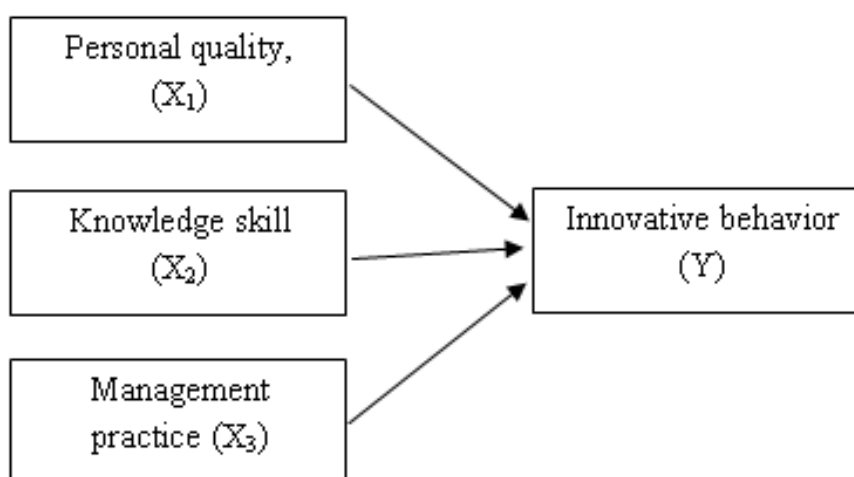 Personal quality,
(X₁)
Knowledge skill
(X₂)
Management
practice (X₃)
Innovative behavior
(Y)